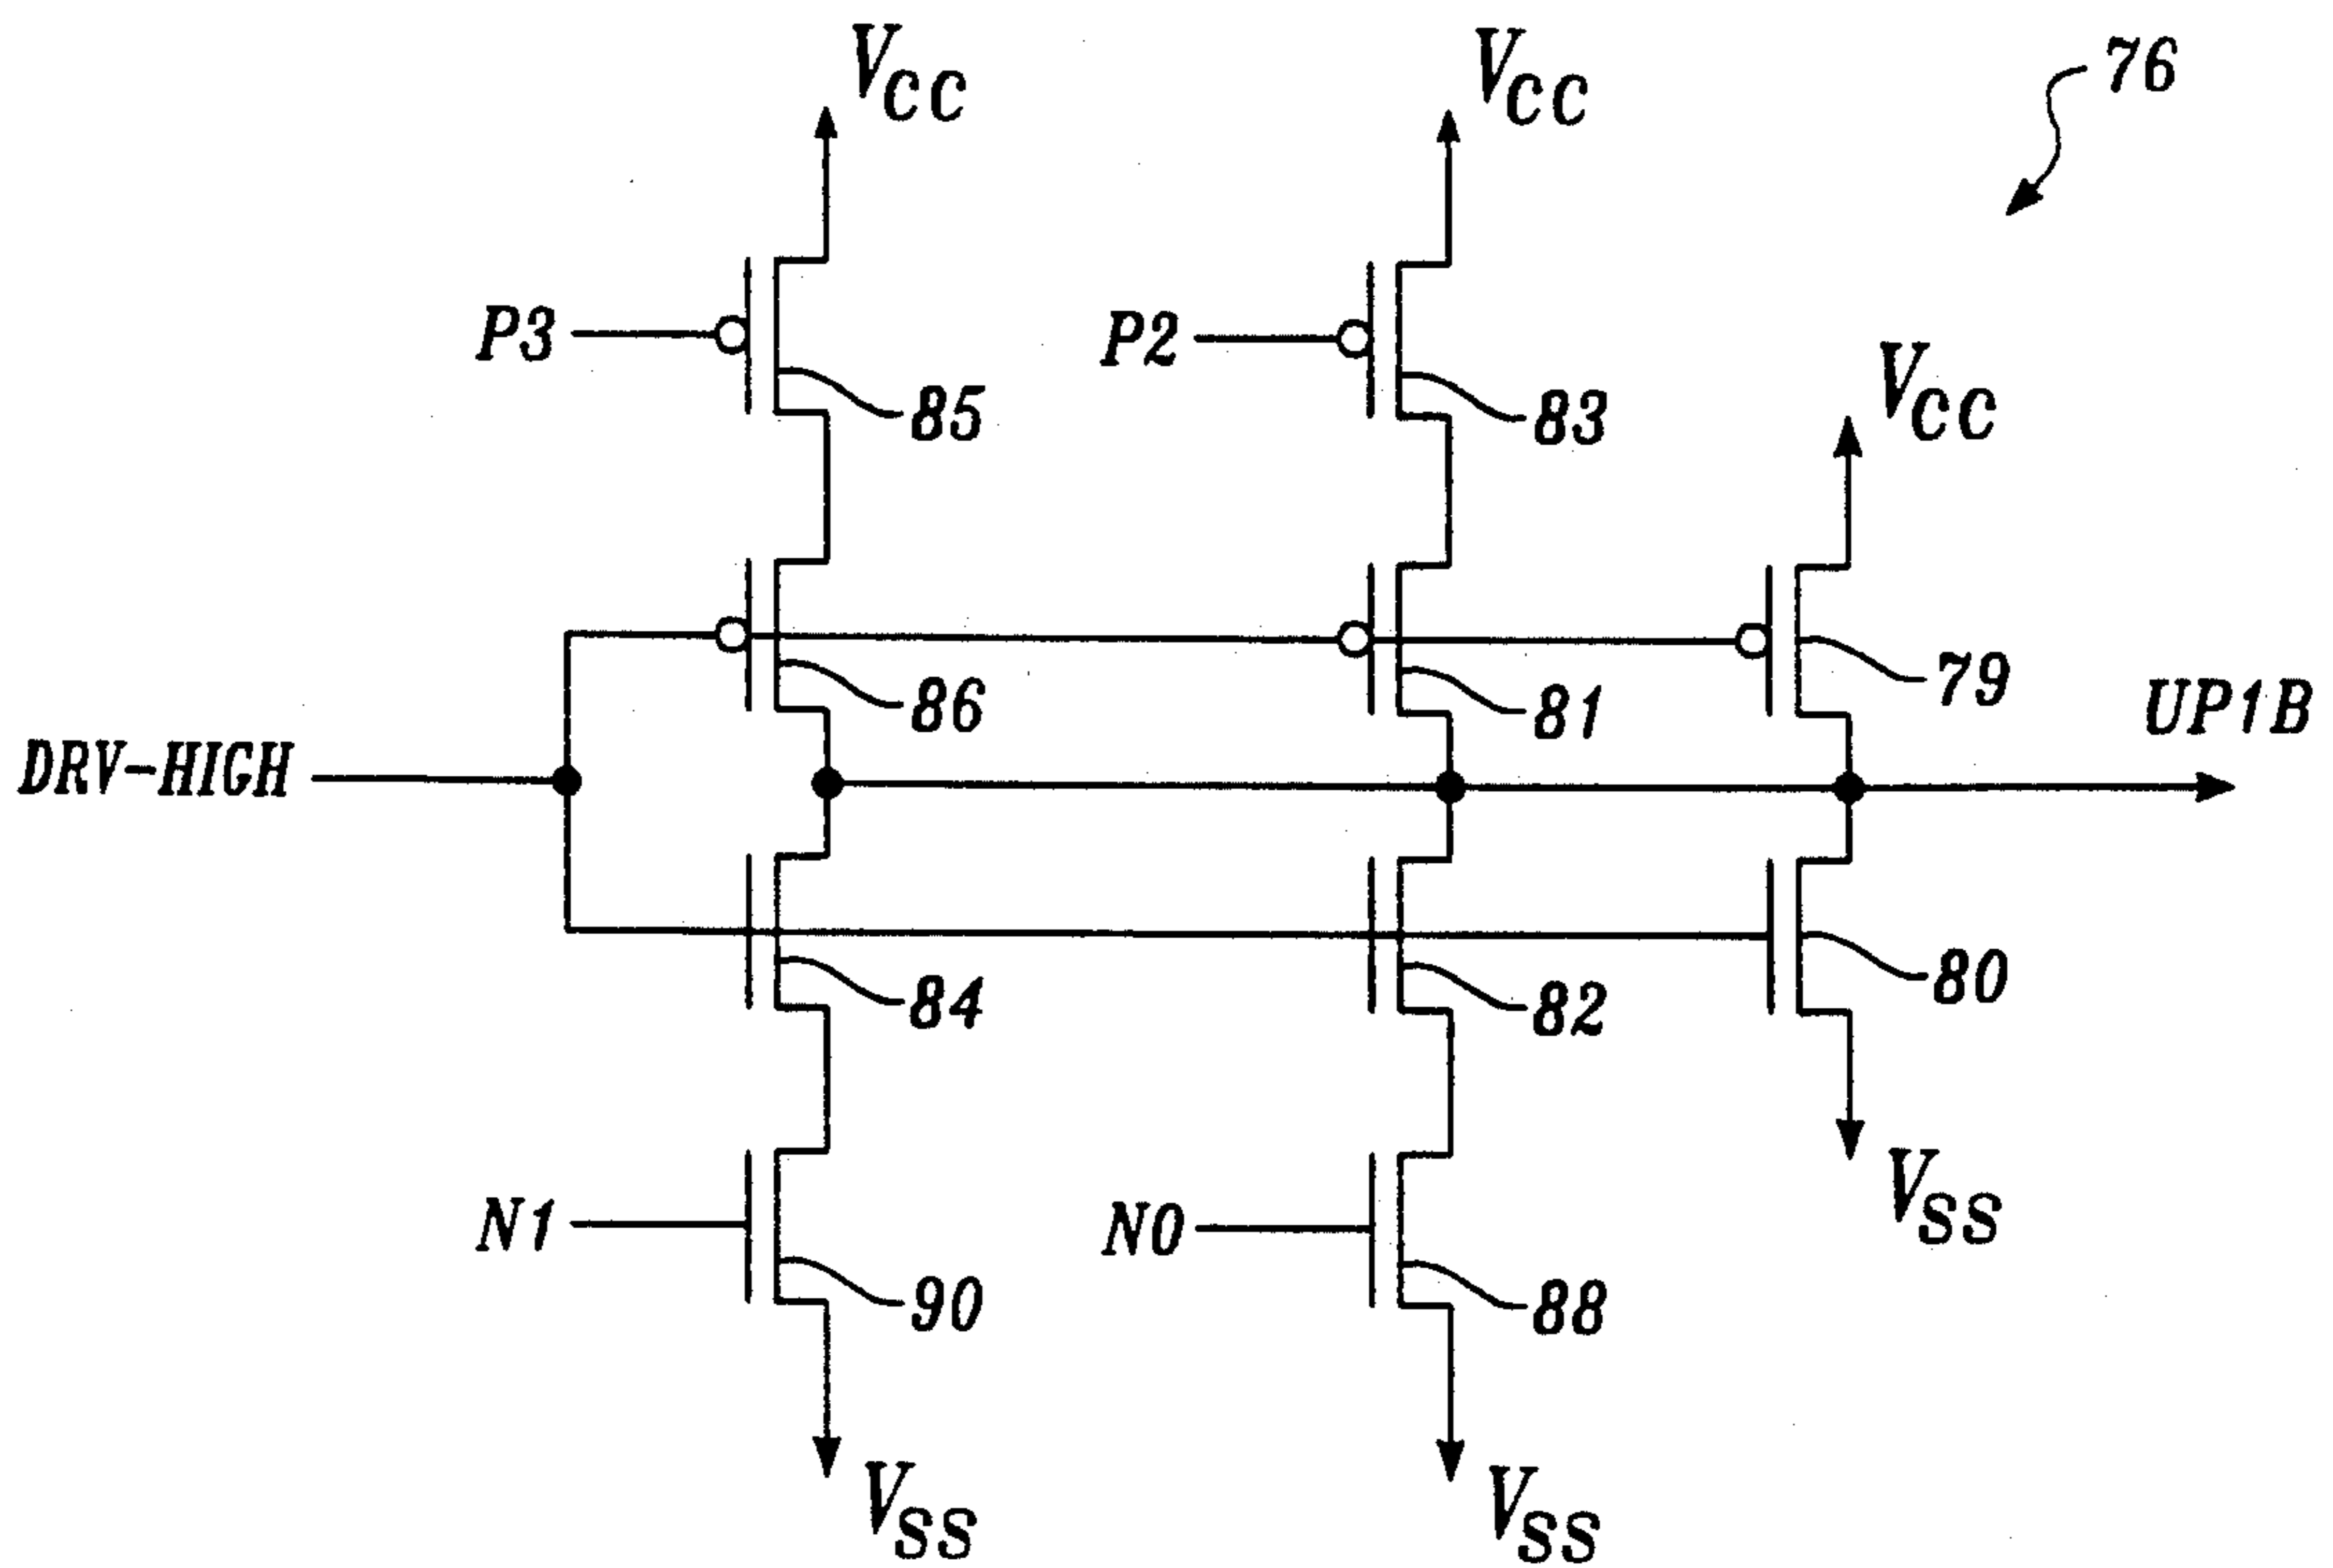 VCC
VCC
76
P3
P2
85
83
VCC
86
81
79
UP1B
DRV-HIGH
84
82
80
N1
N0
VSS
90
88
VSS
VSS